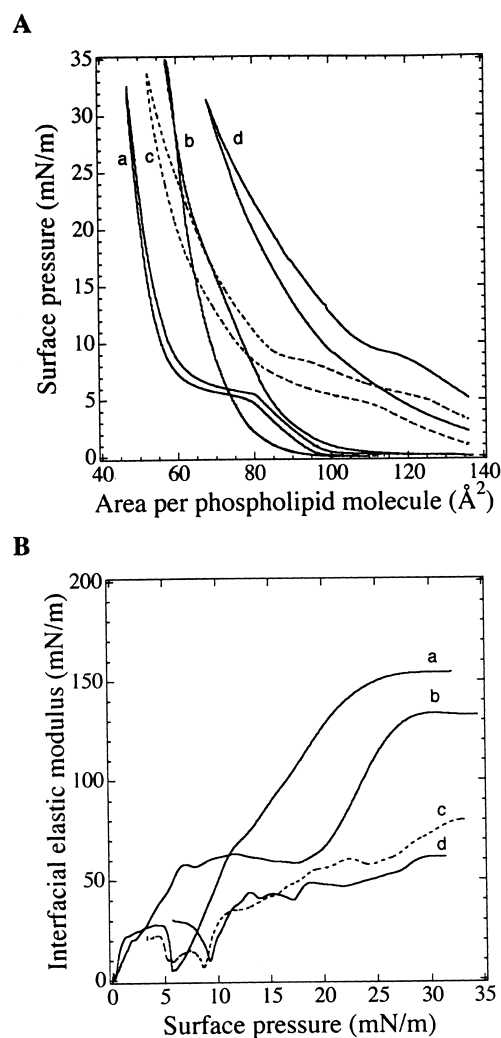 A
Surface pressure (mN/m)
35
30
25
20
15
10
5
0
a
c
b
d
40
60
80
100
120
140
Area per phospholipid molecule (Å²)
B
Interfacial elastic modulus (mN/m)
200
150
100
50
0
a
b
c
d
0
5
10
15
20
25
30
35
Surface pressure (mN/m)